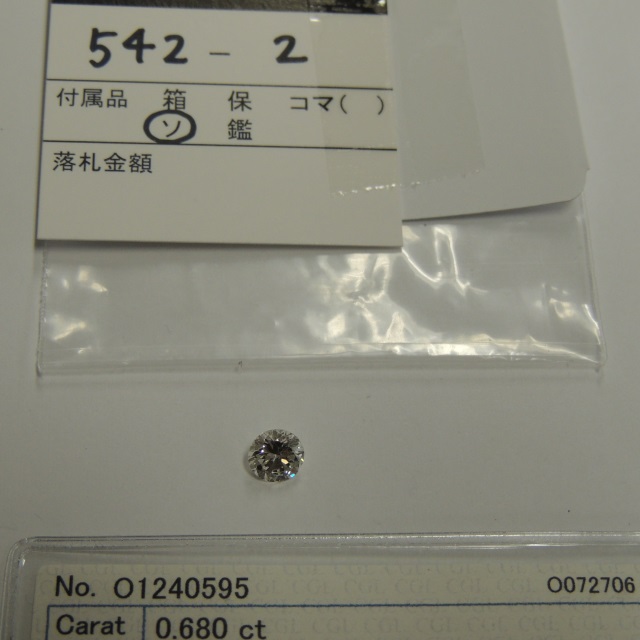 542 - 2
付属品 箱 保 コマ( )
ソ 鑑
落札金額
No. O1240595 O072706
Carat 0.680 ct